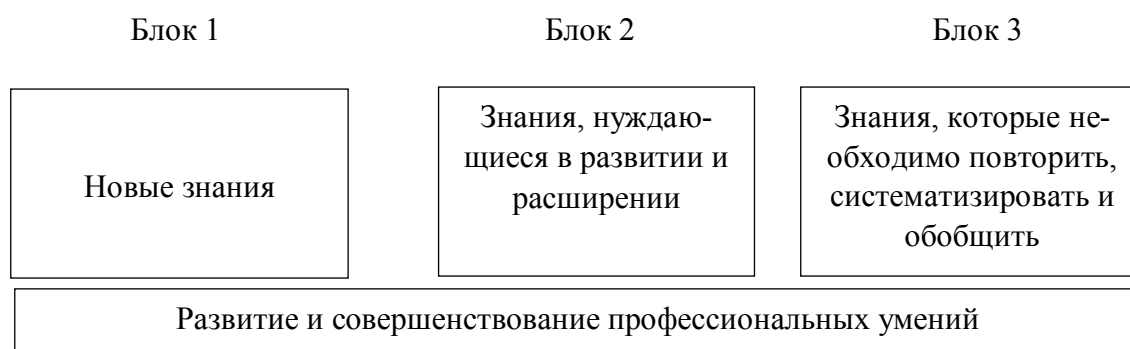 Блок 1
Блок 2
Блок 3
Новые знания
Знания, нуждаю-
щиеся в развитии и
расширении
Знания, которые не-
обходимо повторить,
систематизировать и
обобщить
Развитие и совершенствование профессиональных умений